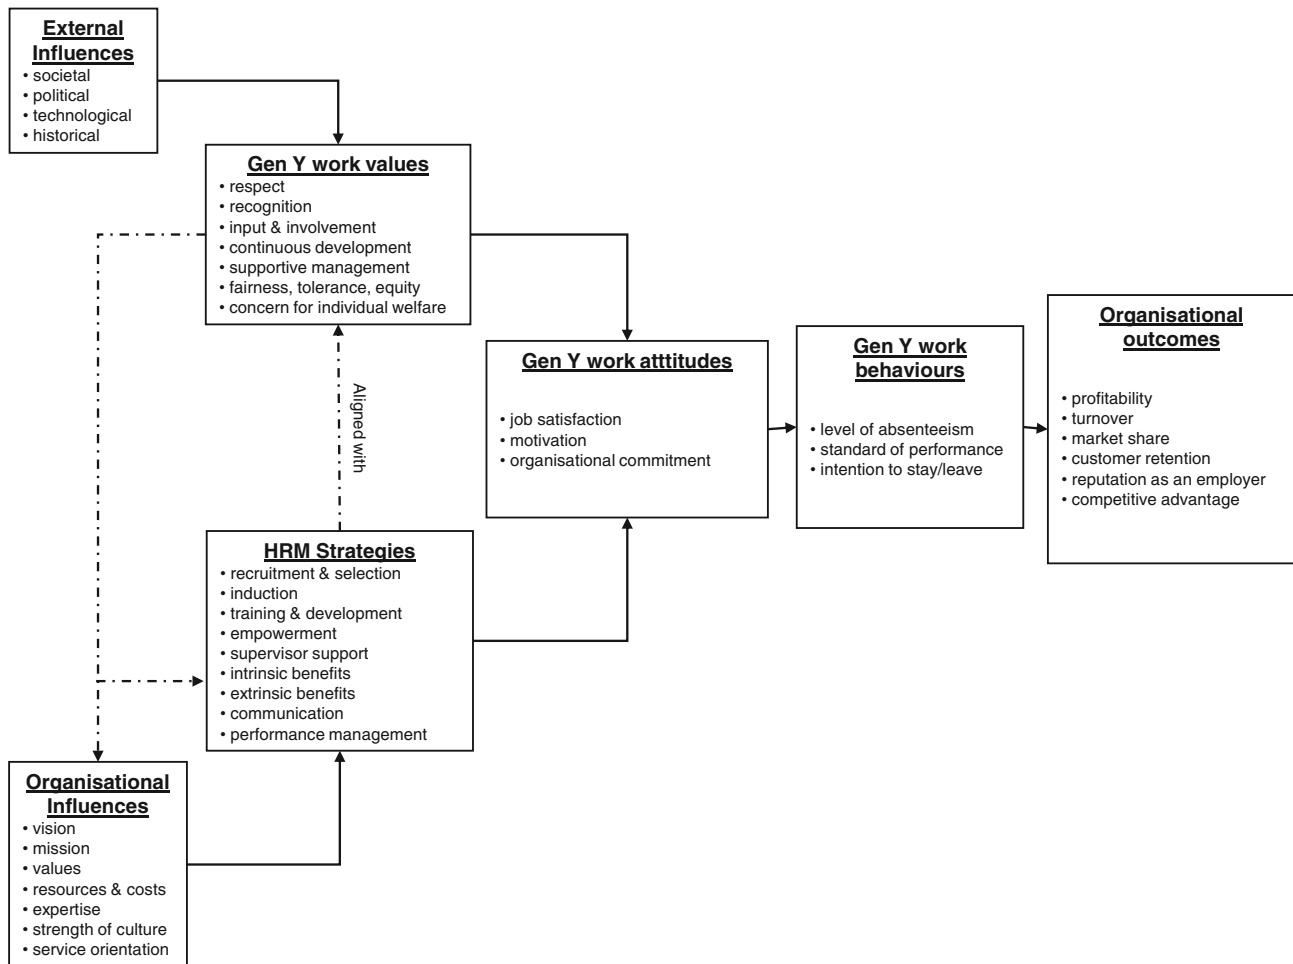 External
Influences
• societal
• political
• technological
• historical
Gen Y work values
• respect
• recognition
• input & involvement
• continuous development
• supportive management
• fairness, tolerance, equity
• concern for individual welfare
Aligned with
Gen Y work atttitudes
• job satisfaction
• motivation
• organisational commitment
Gen Y work
behaviours
• level of absenteeism
• standard of performance
• intention to stay/leave
Organisational
outcomes
• profitability
• turnover
• market share
• customer retention
• reputation as an employer
• competitive advantage
HRM Strategies
• recruitment & selection
• induction
• training & development
• empowerment
• supervisor support
• intrinsic benefits
• extrinsic benefits
• communication
• performance management
Organisational
Influences
• vision
• mission
• values
• resources & costs
• expertise
• strength of culture
• service orientation